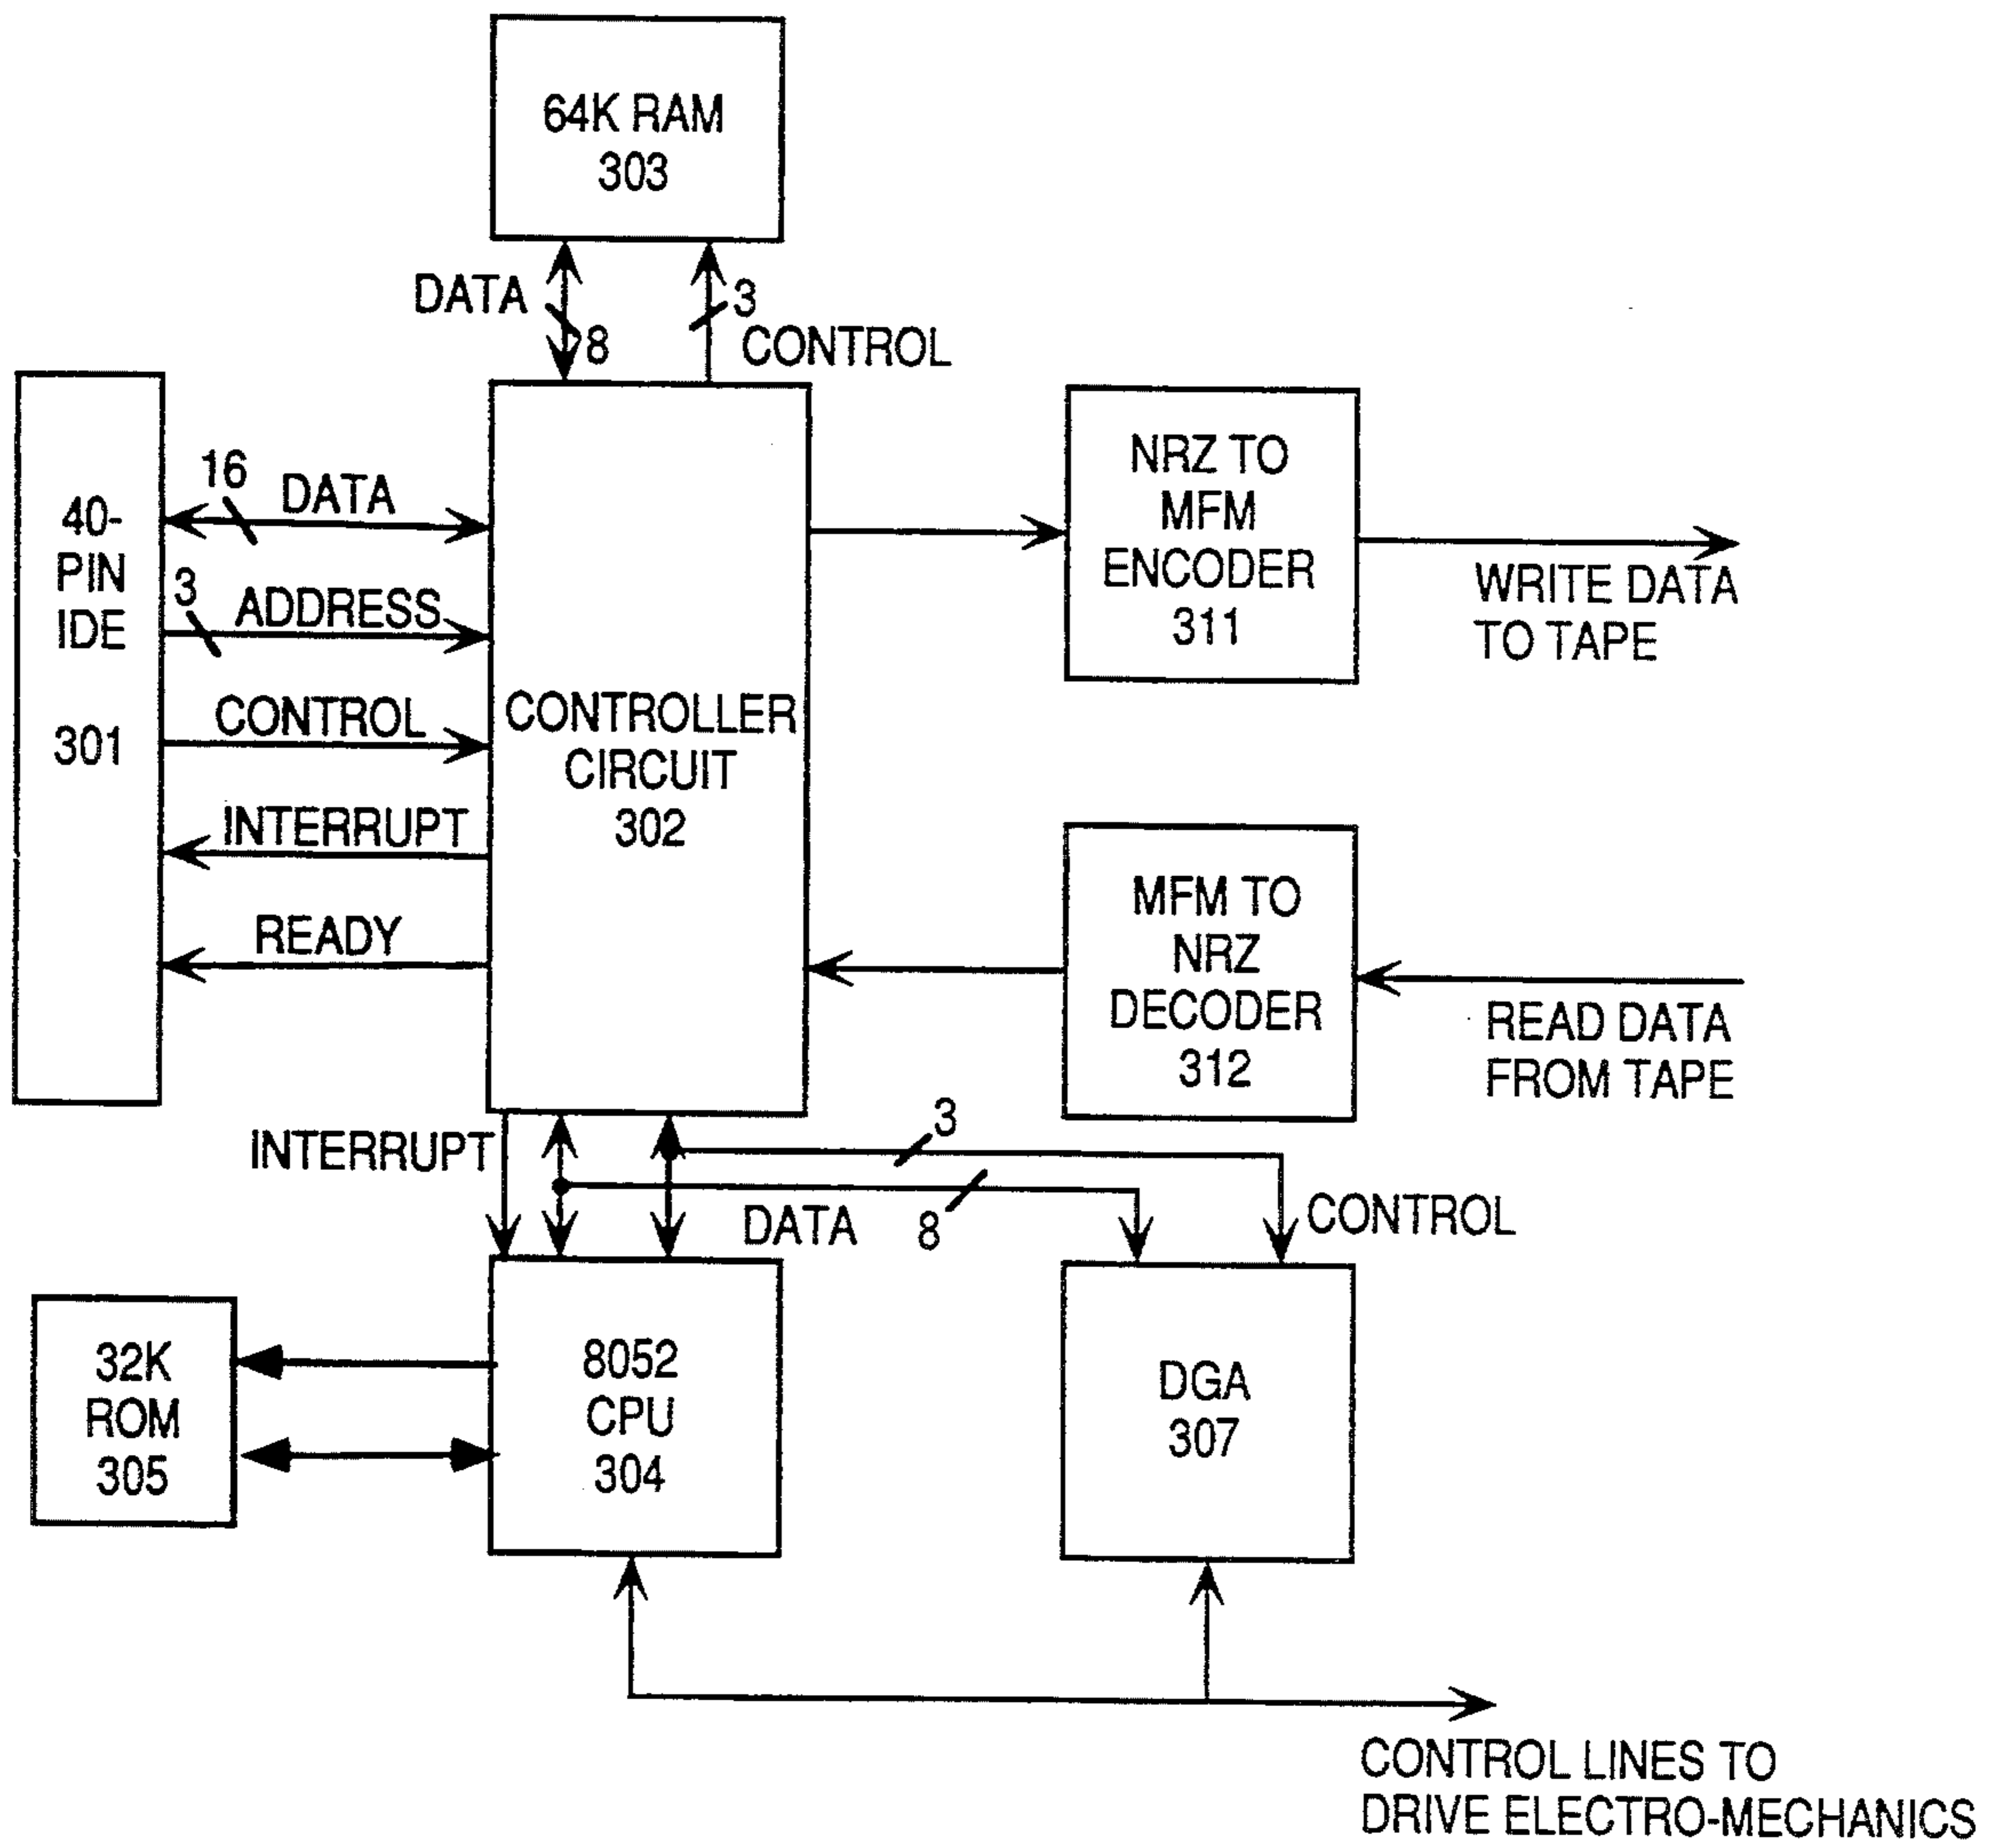 64K RAM
303
DATA
8
3
CONTROL
40-
PIN
IDE
301
16
DATA
3
ADDRESS
CONTROL
INTERRUPT
READY
CONTROLLER
CIRCUIT
302
NRZ TO
MFM
ENCODER
311
WRITE DATA
TO TAPE
MFM TO
NRZ
DECODER
312
READ DATA
FROM TAPE
INTERRUPT
3
DATA
8
CONTROL
32K
ROM
305
8052
CPU
304
DGA
307
CONTROL LINES TO
DRIVE ELECTRO-MECHANICS